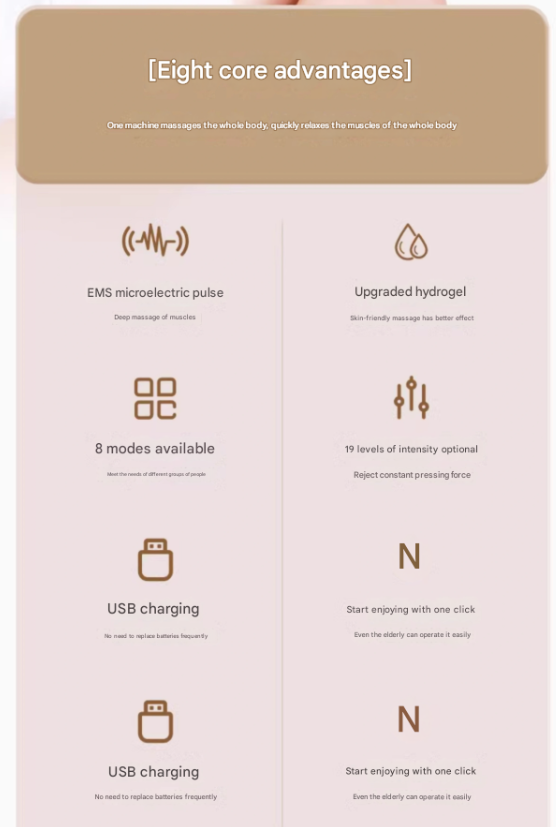 [Eight core advantages]
One machine massages the whole body, quickly relaxes the muscles of the whole body
EMS microelectric pulse
Deep massage of muscles
Upgraded hydrogel
Skin-friendly massage has better effect
8 modes available
Meet the needs of different groups of people
19 levels of intensity optional
Reject constant pressing force
USB charging
No need to replace batteries frequently
N
Start enjoying with one click
Even the elderly can operate it easily
USB charging
No need to replace batteries frequently
N
Start enjoying with one click
Even the elderly can operate it easily